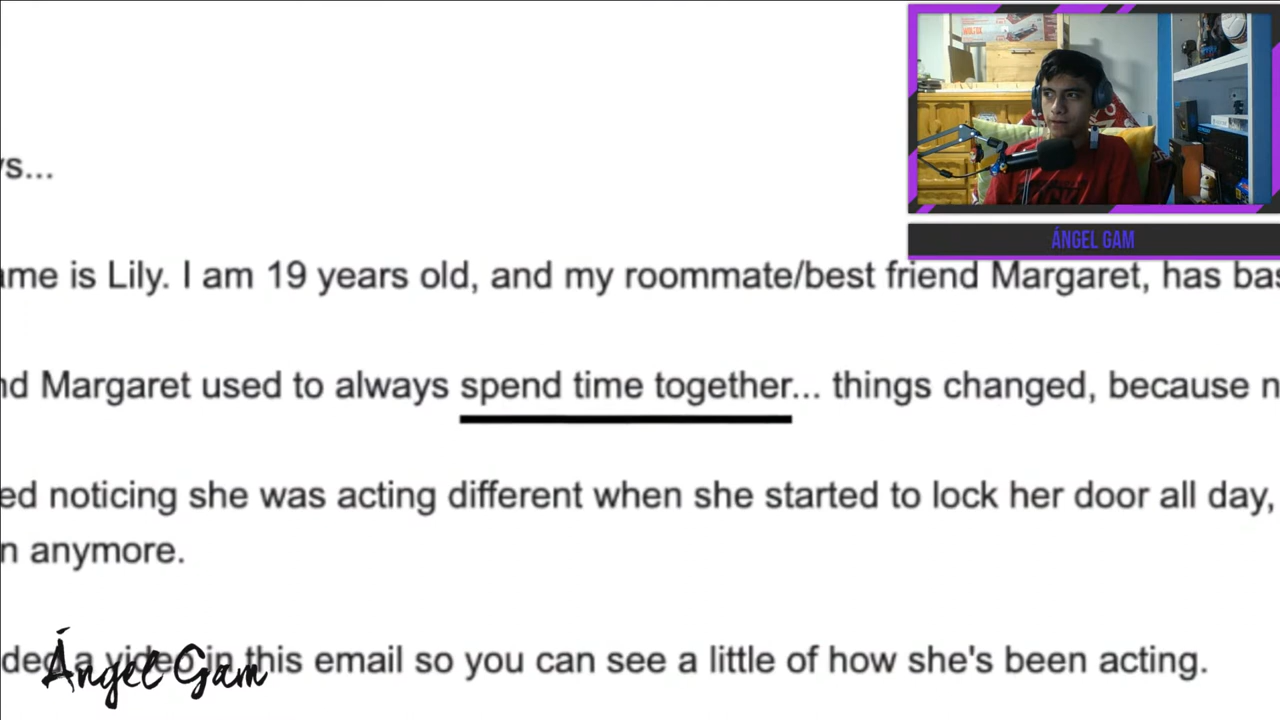 ys...
ÁNGEL GAM
ame is Lily. I am 19 years old, and my roommate/best friend Margaret, has bas
nd Margaret used to always spend time together... things changed, because n
ed noticing she was acting different when she started to lock her door all day,
n anymore.
ded a video in this email so you can see a little of how she's been acting.
Ángel Gam